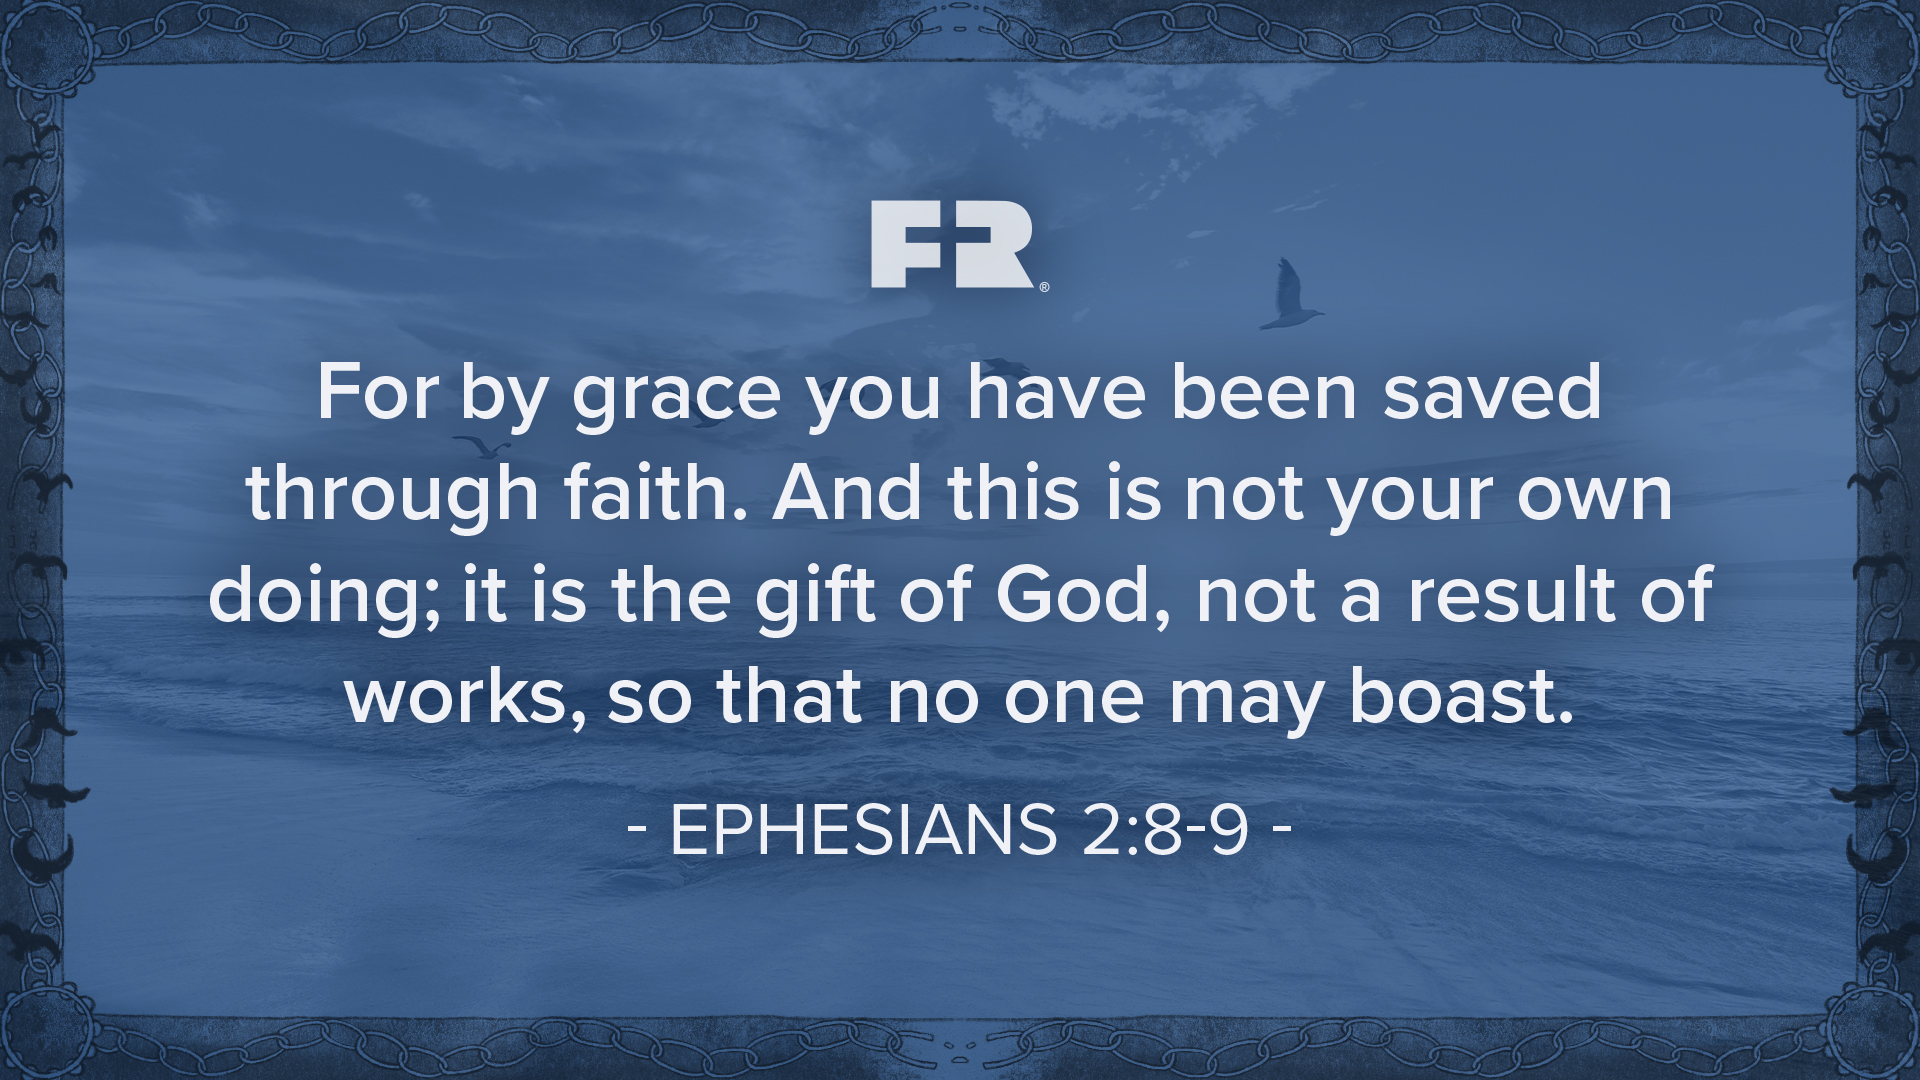 FR®
For by grace you have been saved
through faith. And this is not your own
doing; it is the gift of God, not a result of
works, so that no one may boast.
- EPHESIANS 2:8-9 -